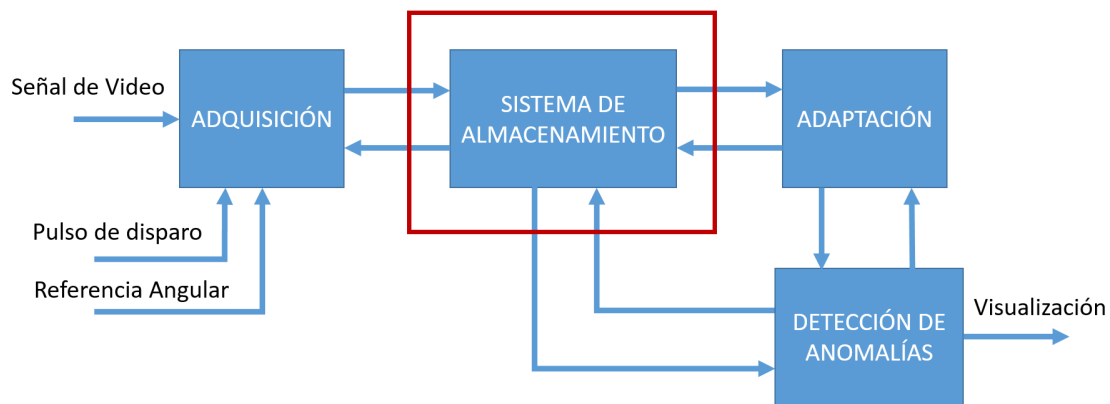 Señal de Video
ADQUISICIÓN
SISTEMA DE
ALMACENAMIENTO
ADAPTACIÓN
Pulso de disparo
Referencia Angular
DETECCIÓN DE
ANOMALÍAS
Visualización